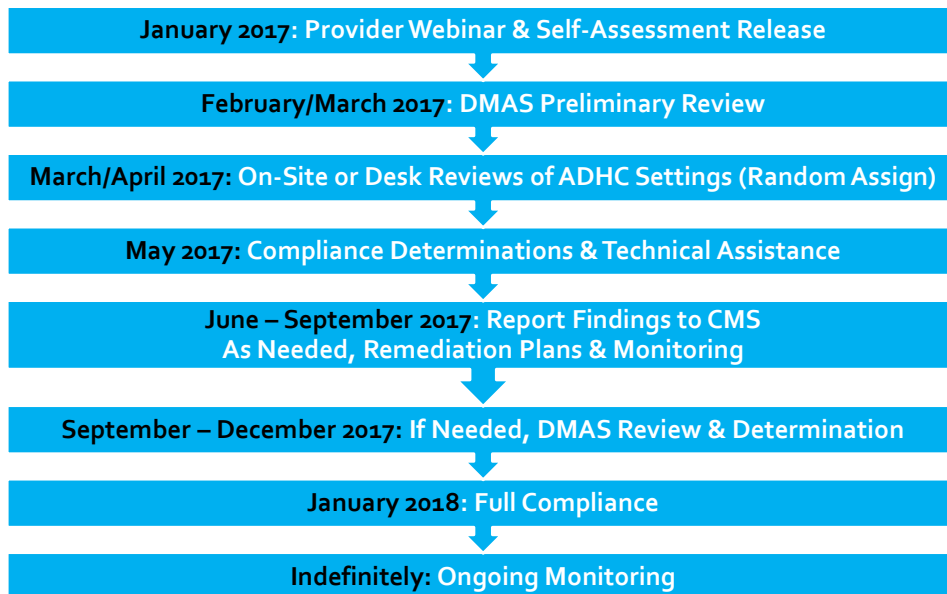 January 2017: Provider Webinar & Self-Assessment Release
February/March 2017: DMAS Preliminary Review
March/April 2017: On-Site or Desk Reviews of ADHC Settings (Random Assign)
May 2017: Compliance Determinations & Technical Assistance
June – September 2017: Report Findings to CMS
As Needed, Remediation Plans & Monitoring
September – December 2017: If Needed, DMAS Review & Determination
January 2018: Full Compliance
Indefinitely: Ongoing Monitoring